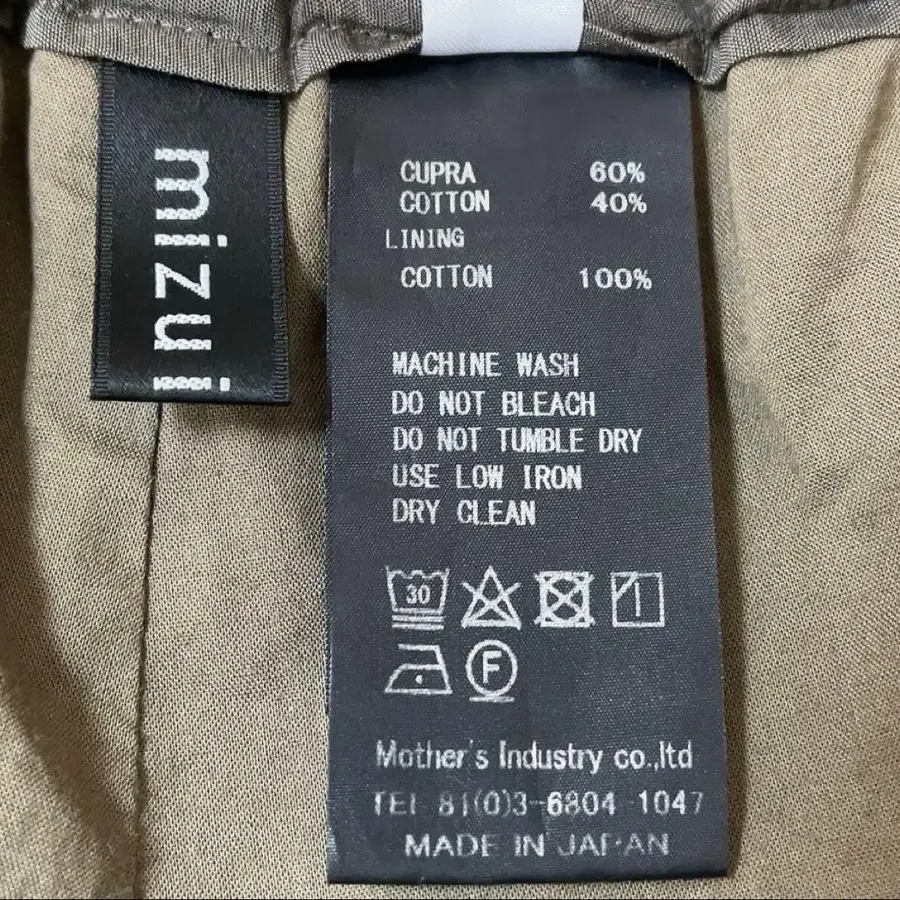 mizu
CUPRA 60%
COTTON 40%
LINING
COTTON 100%
MACHINE WASH
DO NOT BLEACH
DO NOT TUMBLE DRY
USE LOW IRON
DRY CLEAN
30
F
Mother's Industry co.,ltd
TEL 81(0)3-6804 1047
MADE IN JAPAN